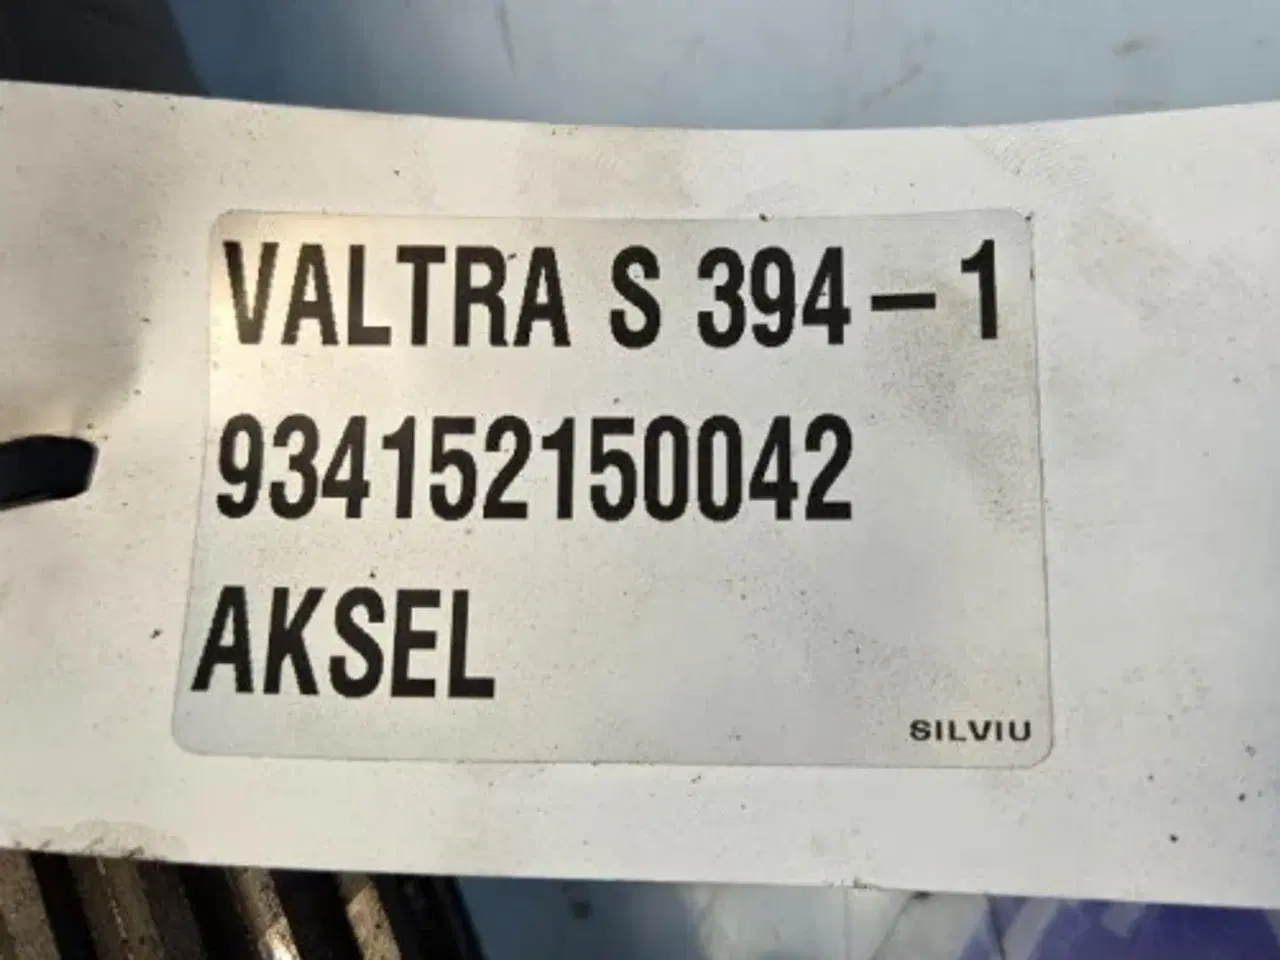 VALTRA S 394-1
934152150042
AKSEL
SILVIU